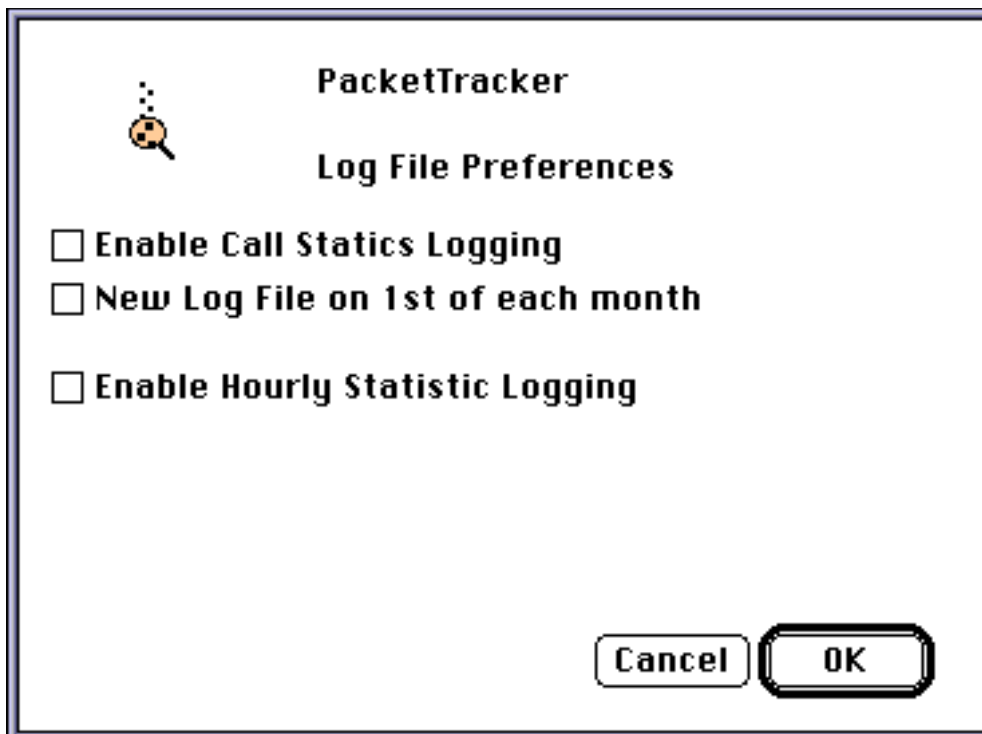 PacketTracker
Log File Preferences
Enable Call Statics Logging
New Log File on 1st of each month
Enable Hourly Statistic Logging
Cancel
OK